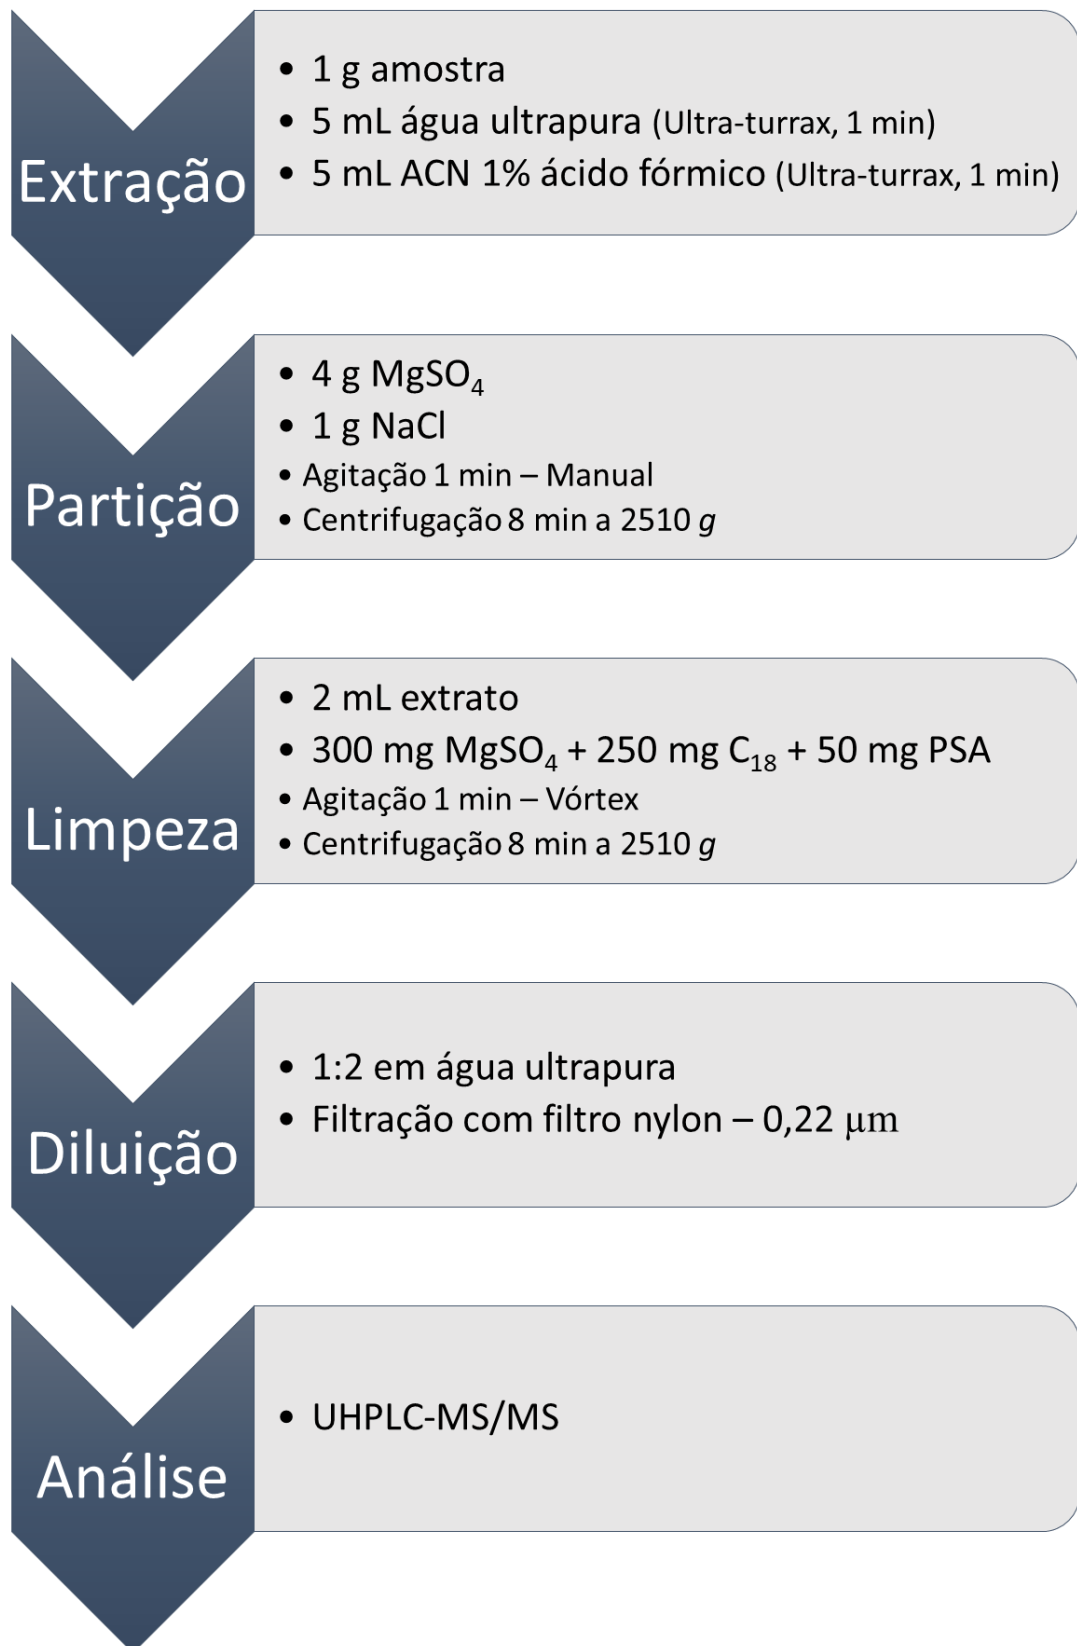 Extração
• 1 g amostra
• 5 mL água ultrapura (Ultra-turrax, 1 min)
• 5 mL ACN 1% ácido fórmico (Ultra-turrax, 1 min)
Partição
• 4 g MgSO₄
• 1 g NaCl
• Agitação 1 min – Manual
• Centrifugação 8 min a 2510 g
Limpeza
• 2 mL extrato
• 300 mg MgSO₄ + 250 mg C₁₈ + 50 mg PSA
• Agitação 1 min – Vórtex
• Centrifugação 8 min a 2510 g
Diluição
• 1:2 em água ultrapura
• Filtração com filtro nylon – 0,22 µm
Análise
• UHPLC-MS/MS